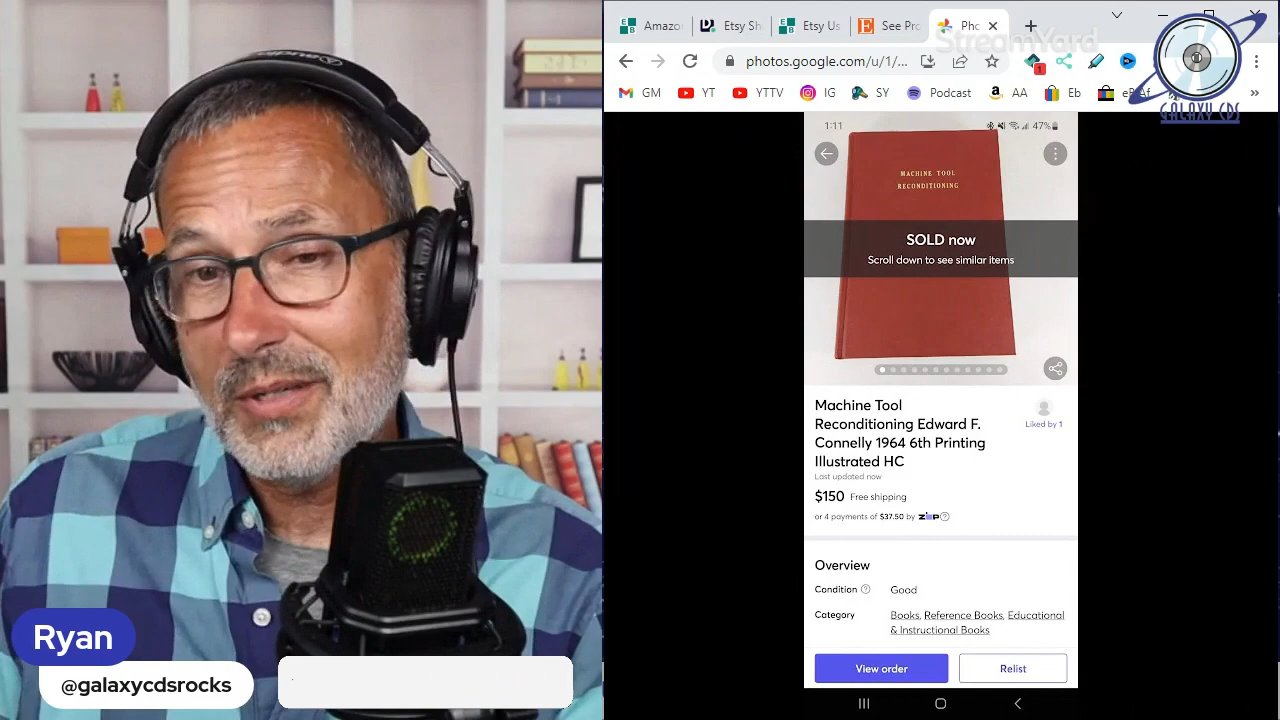 Amazo
Etsy Sh
Etsy Us
See Pro
Pho
StreamYard
photos.google.com/u/1/...
1
GM
YT
YTTV
IG
SY
Podcast
AA
Eb
GALAXY CDS
1:11
47%
MACHINE TOOL
RECONDITIONING
SOLD now
Scroll down to see similar items
Machine Tool
Reconditioning Edward F.
Connelly 1964 6th Printing
Illustrated HC
Liked by 1
Last updated now
$150 Free shipping
or 4 payments of $37.50 by ZIP
Overview
Condition Good
Category Books, Reference Books, Educational
& Instructional Books
View order
Relist
Ryan
@galaxycdsrocks